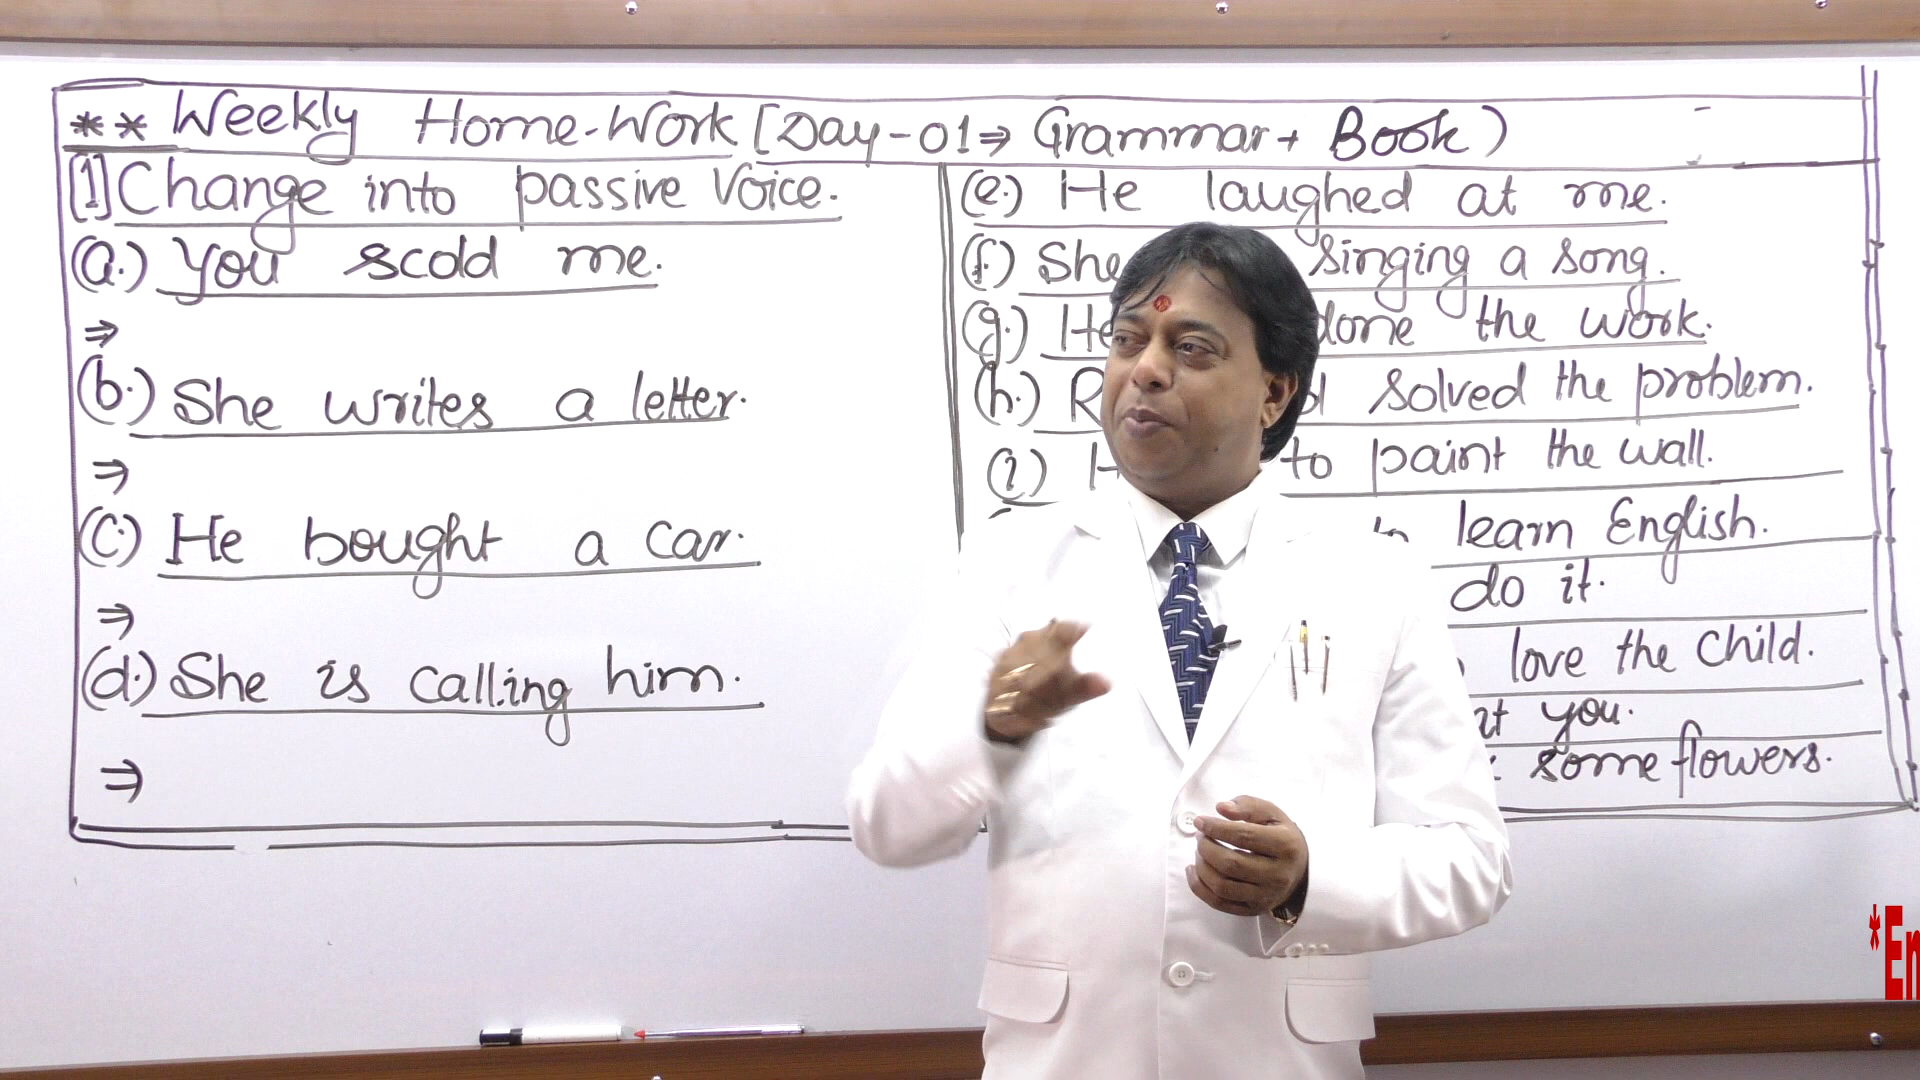 ** Weekly Home-Work [Day-01⇒ Grammar+ Book)
[1] Change into passive Voice.
(a.) You scold me.
⇒
(b.) She writes a letter.
⇒
(c.) He bought a car.
⇒
(d.) She is calling him.
⇒
(e.) He laughed at me.
(f.) She singing a song.
(g.) He done the work.
(h.) solved the problem.
(i) to paint the wall.
learn English.
do it.
love the child.
you.
some flowers.
*En